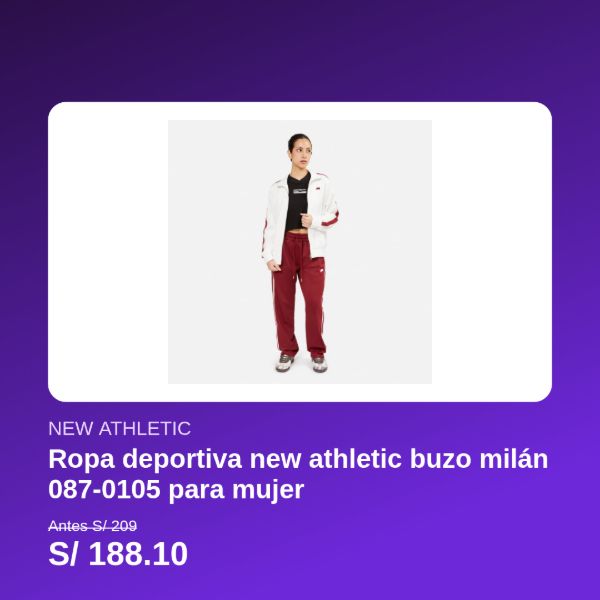 NEW ATHLETIC
Ropa deportiva new athletic buzo milán
087-0105 para mujer
Antes S/ 209
S/ 188.10